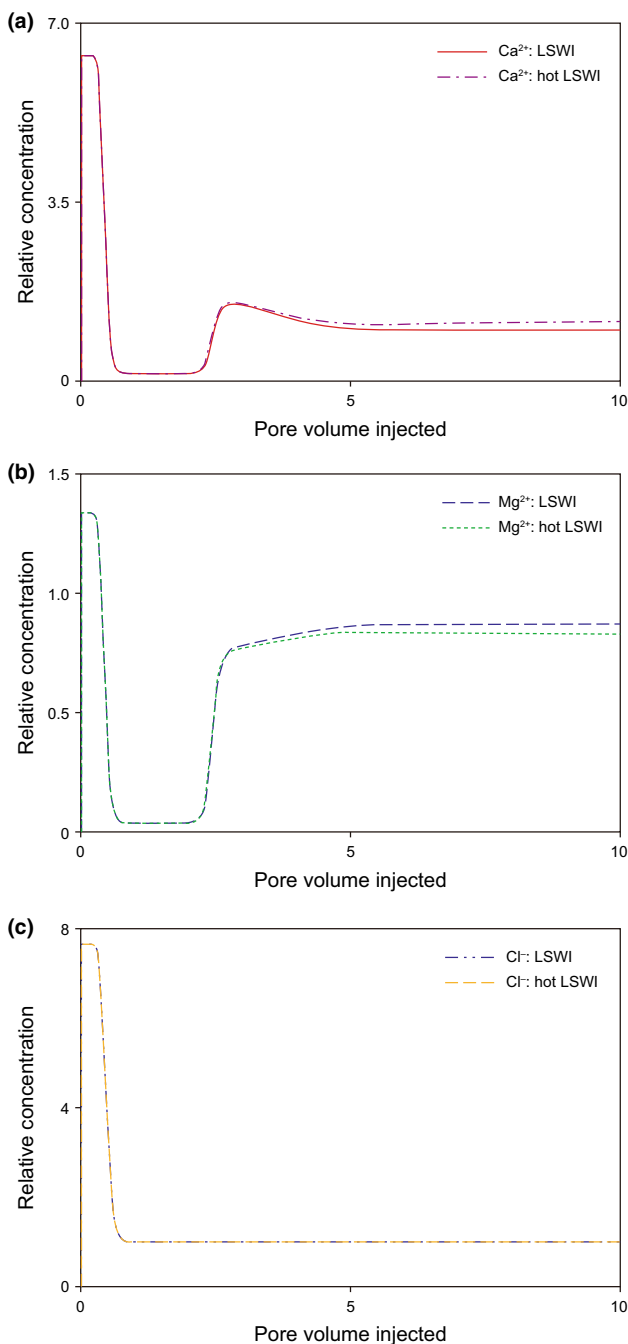 (a)
7.0
Ca²⁺: LSWI
Ca²⁺: hot LSWI
Relative concentration
3.5
0
0 5 10
Pore volume injected
(b)
1.5
Mg²⁺: LSWI
Mg²⁺: hot LSWI
1.0
Relative concentration
0.5
0
0 5 10
Pore volume injected
(c)
8
Cl⁻: LSWI
Cl⁻: hot LSWI
Relative concentration
4
0
0 5 10
Pore volume injected